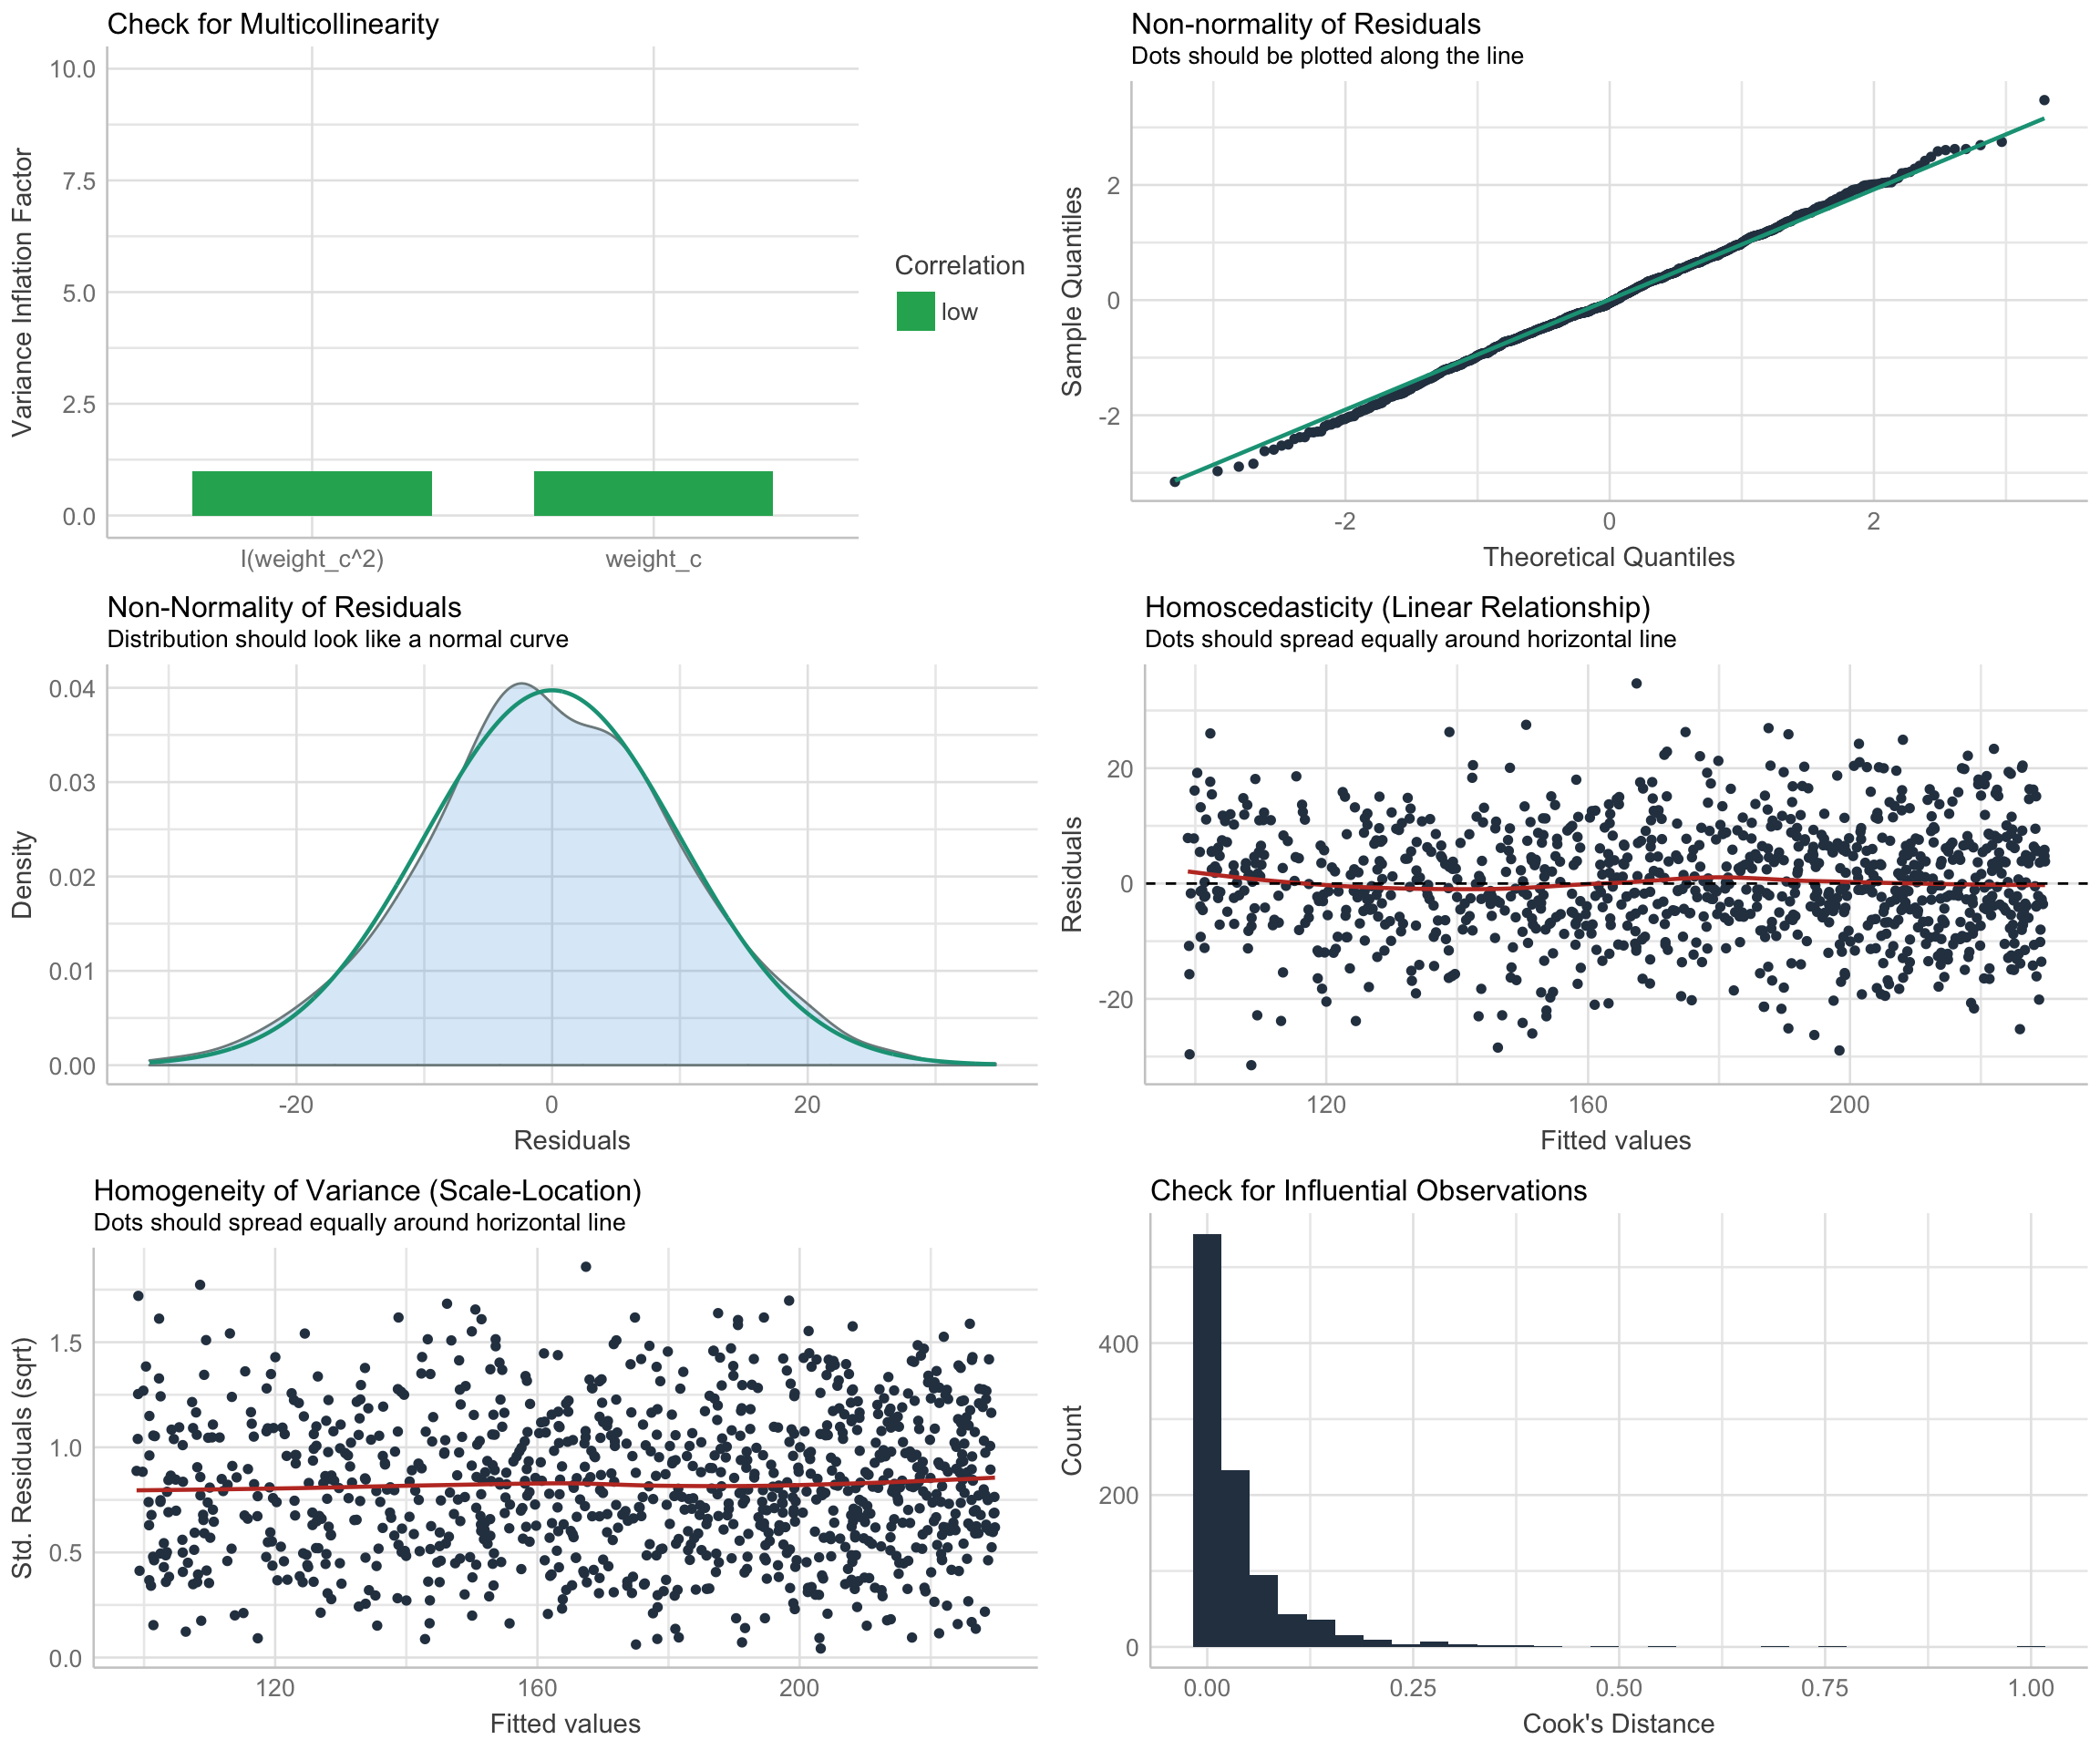 Check for Multicollinearity
10.0
7.5
5.0
2.5
0.0
Variance Inflation Factor
I(weight_c^2)
weight_c
Correlation
low
Non-normality of Residuals
Dots should be plotted along the line
2
0
-2
Sample Quantiles
-2
0
2
Theoretical Quantiles
Non-Normality of Residuals
Distribution should look like a normal curve
0.04
0.03
0.02
0.01
0.00
Density
-20
0
20
Residuals
Homoscedasticity (Linear Relationship)
Dots should spread equally around horizontal line
20
0
-20
Residuals
120
160
200
Fitted values
Homogeneity of Variance (Scale-Location)
Dots should spread equally around horizontal line
1.5
1.0
0.5
0.0
Std. Residuals (sqrt)
120
160
200
Fitted values
Check for Influential Observations
400
200
0
Count
0.00
0.25
0.50
0.75
1.00
Cook's Distance